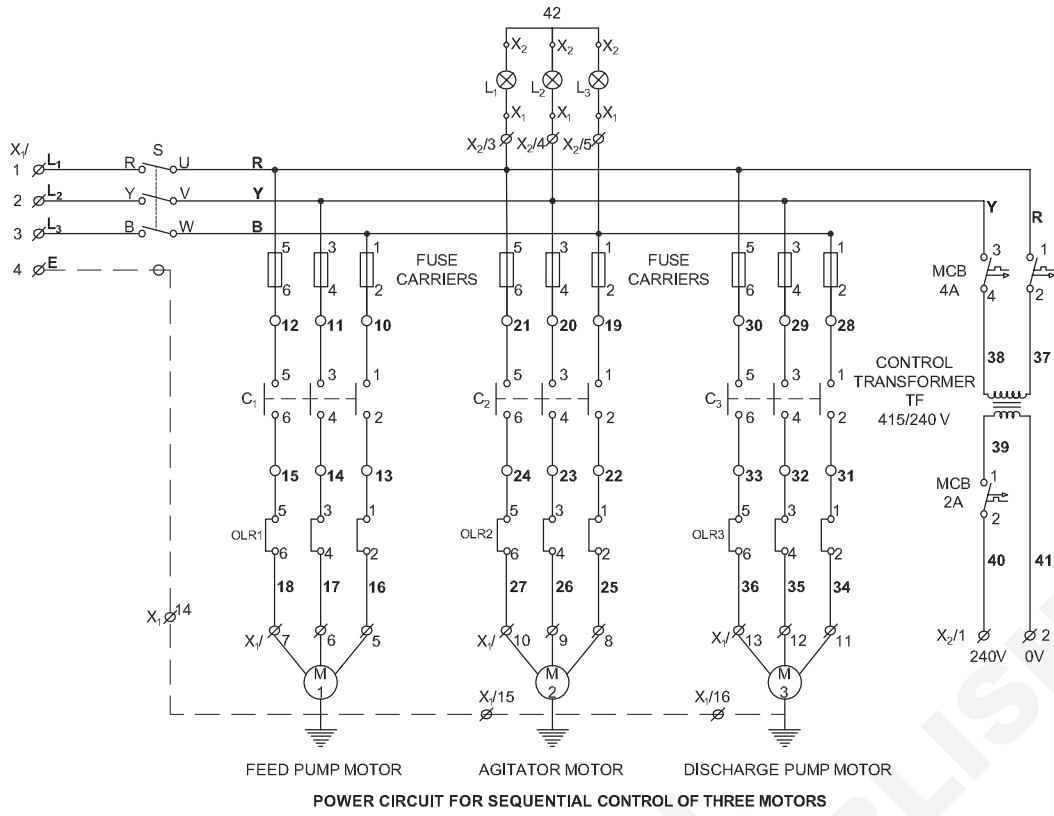 42
X2 X2 X2
L1 L2 L3
X1 X1 X1
X2/3 X2/4 X2/5
X1/
1 L1 R S U R
2 L2 Y V Y
3 L3 B W B
4 E
Y R
5 3 1 5 3 1 5 3 1
FUSE
CARRIERS
FUSE
CARRIERS
6 4 2 6 4 2 6 4 2
3 1
MCB
4A
4 2
12 11 10 21 20 19 30 29 28
38 37
CONTROL
TRANSFORMER
TF
415/240 V
5 3 1 5 3 1 5 3 1
C1 C2 C3
6 4 2 6 4 2 6 4 2
39
15 14 13 24 23 22 33 32 31
MCB
2A
1
2
5 3 1 5 3 1 5 3 1
OLR1 OLR2 OLR3
6 4 2 6 4 2 6 4 2
40 41
18 17 16 27 26 25 36 35 34
X1 14
X1/ 7 6 5 X1/ 10 9 8 X1/ 13 12 11
X2/1 2
240V 0V
M
1
M
2
M
3
X1/15 X1/16
FEED PUMP MOTOR AGITATOR MOTOR DISCHARGE PUMP MOTOR
POWER CIRCUIT FOR SEQUENTIAL CONTROL OF THREE MOTORS